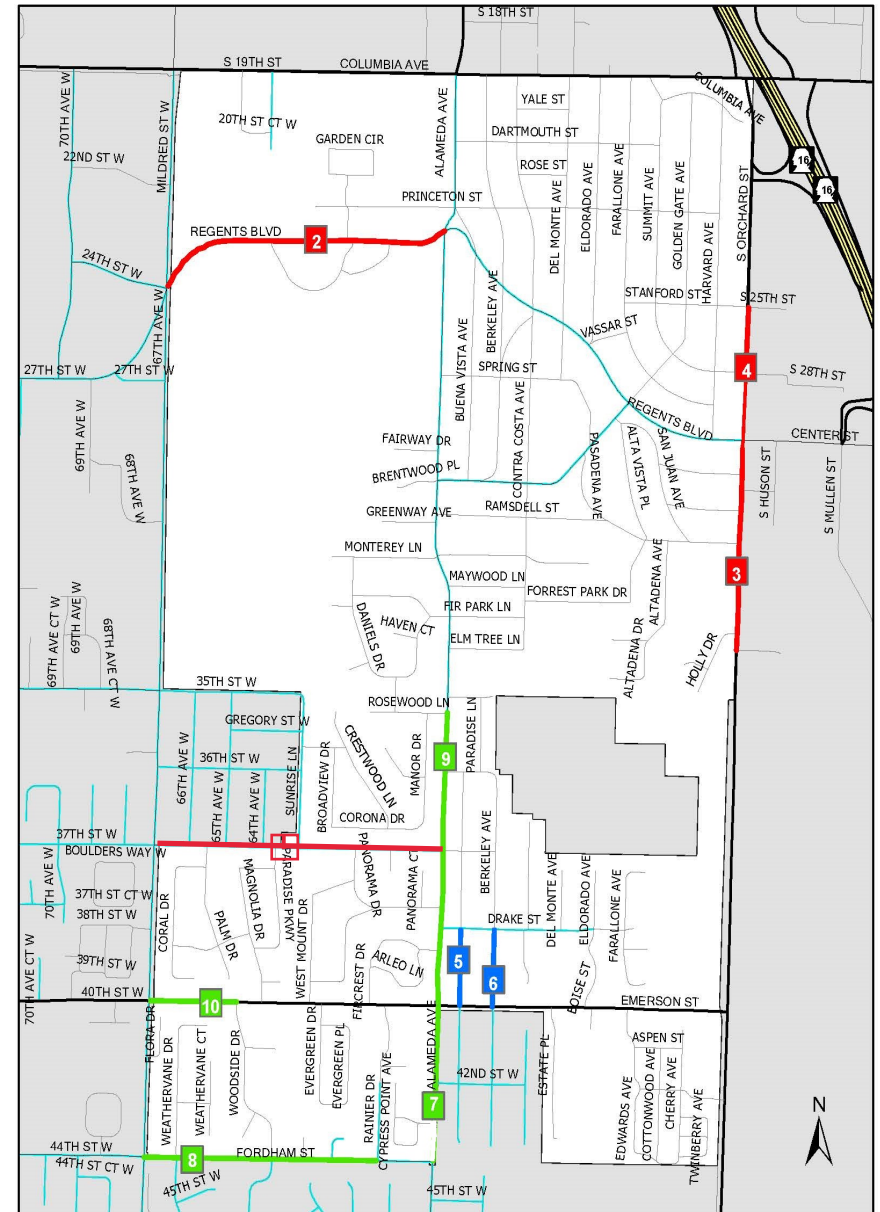 S 18TH ST
S 19TH ST
COLUMBIA AVE
COLUMBIA AVE
70TH AVE W
MILDRED ST W
20TH ST CT W
22ND ST W
GARDEN CIR
ALAMEDA AVE
YALE ST
DARTMOUTH ST
ROSE ST
PRINCETON ST
DEL MONTE AVE
ELDORADO AVE
FARALLONE AVE
SUMMIT AVE
GOLDEN GATE AVE
HARVARD AVE
S ORCHARD ST
16
16
REGENTS BLVD
2
24TH ST W
67TH AVE W
STANFORD ST
S 25TH ST
BERKELEY AVE
BUENA VISTA AVE
VASSAR ST
SPRING ST
4
S 28TH ST
27TH ST W
27TH ST W
CONTRA COSTA AVE
REGENTS BLVD
CENTER ST
69TH AVE W
68TH AVE W
FAIRWAY DR
BRENTWOOD PL
PASADENA AVE
ALTA VISTA PL
SAN JUAN AVE
S HUSON ST
S MULLEN ST
GREENWAY AVE
RAMSDELL ST
MONTEREY LN
MAYWOOD LN
3
FORREST PARK DR
ALTADENA AVE
69TH AVE CT W
69TH AVE W
68TH AVE CT W
DANIELS DR
HAVEN CT
FIR PARK LN
ELM TREE LN
ALTADENA DR
HOLLY DR
35TH ST W
ROSEWOOD LN
GREGORY ST W
66TH AVE W
36TH ST W
65TH AVE W
64TH AVE W
SUNRISE LN
BROADVIEW DR
CRESTWOOD LN
MANOR DR
9
PARADISE LN
CORONA DR
BERKELEY AVE
37TH ST W
BOULDERS WAY W
1
70TH AVE W
37TH ST CT W
38TH ST W
39TH ST W
40TH ST W
70TH AVE CT W
CORAL DR
PALM DR
MAGNOLIA DR
PARADISE PKWY
WEST MOUNT DR
PANORAMA DR
PANORAMA CT
FIRCREST DR
ARLEO LN
DRAKE ST
DEL MONTE AVE
ELDORADO AVE
FARALLONE AVE
5
6
BOISE ST
10
EMERSON ST
FLORA DR
WEATHERVANE DR
WEATHERVANE CT
WOODSIDE DR
EVERGREEN DR
EVERGREEN PL
RAINIER DR
CYPRESS POINT AVE
ALAMEDA AVE
7
42ND ST W
ESTATE PL
ASPEN ST
EDWARDS AVE
COTTONWOOD AVE
CHERRY AVE
TWINBERRY AVE
N
44TH ST W
44TH ST CT W
8
FORDHAM ST
45TH ST W
45TH ST W